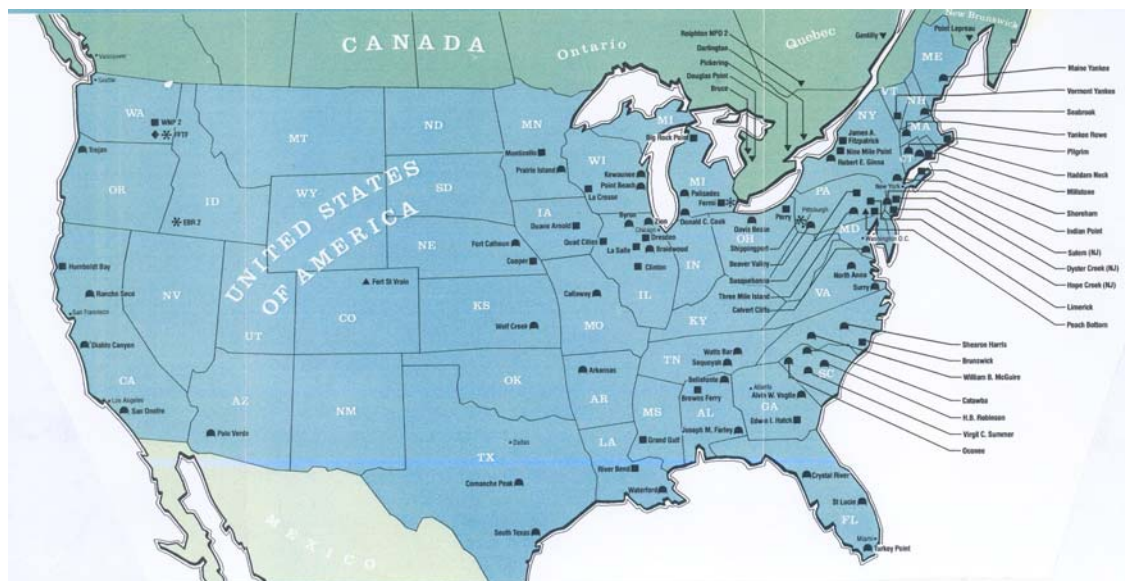 New Brunswick
Point Lepreau
CANADA
Ontario
Quebec
Gentilly
Darlington
Pickering
Douglas Point
Bruce
Vancouver
Seattle
WA
WNP 2
FFTF
Trojan
OR
ID
EBR 2
MT
WY
ND
SD
NE
UNITED STATES
OF AMERICA
MN
Monticello
Prairie Island
WI
Kewaunee
Point Beach
La Crosse
IA
Duane Arnold
Fort Calhoun
Cooper
Quad Cities
Byron
Zion
Chicago
Dresden
La Salle
Braidwood
Clinton
IL
IN
MI
Big Rock Point
MI
Palisades
Fermi
Donald C. Cook
OH
Davis Besse
Perry
Pittsburgh
PA
Shippingport
Beaver Valley
Susquehanna
Three Mile Island
Calvert Cliffs
NY
James A.
Fitzpatrick
Nine Mile Point
Robert E. Ginna
New York
VT
NH
MA
CT
ME
MD
Washington D.C.
Maine Yankee
Vermont Yankee
Seabrook
Yankee Rowe
Pilgrim
Haddam Neck
Millstone
Shoreham
Indian Point
Salem (NJ)
Oyster Creek (NJ)
Hope Creek (NJ)
Limerick
Peach Bottom
North Anna
Surry
VA
KY
Humboldt Bay
Rancho Seco
San Francisco
Diablo Canyon
CA
Los Angeles
San Onofre
NV
UT
AZ
Palo Verde
CO
Fort St Vrain
NM
KS
Wolf Creek
Callaway
MO
OK
Arkansas
AR
TN
Watts Bar
Sequoyah
Bellefonte
Browns Ferry
MS
AL
GA
Atlanta
Alvin W. Vogtle
Edwin I. Hatch
Joseph M. Farley
SC
Shearon Harris
Brunswick
William B. McGuire
Catawba
H.B. Robinson
Virgil C. Summer
Oconee
LA
Grand Gulf
River Bend
Waterford
TX
Dallas
Comanche Peak
South Texas
Crystal River
St Lucie
FL
Miami
Turkey Point
MEXICO